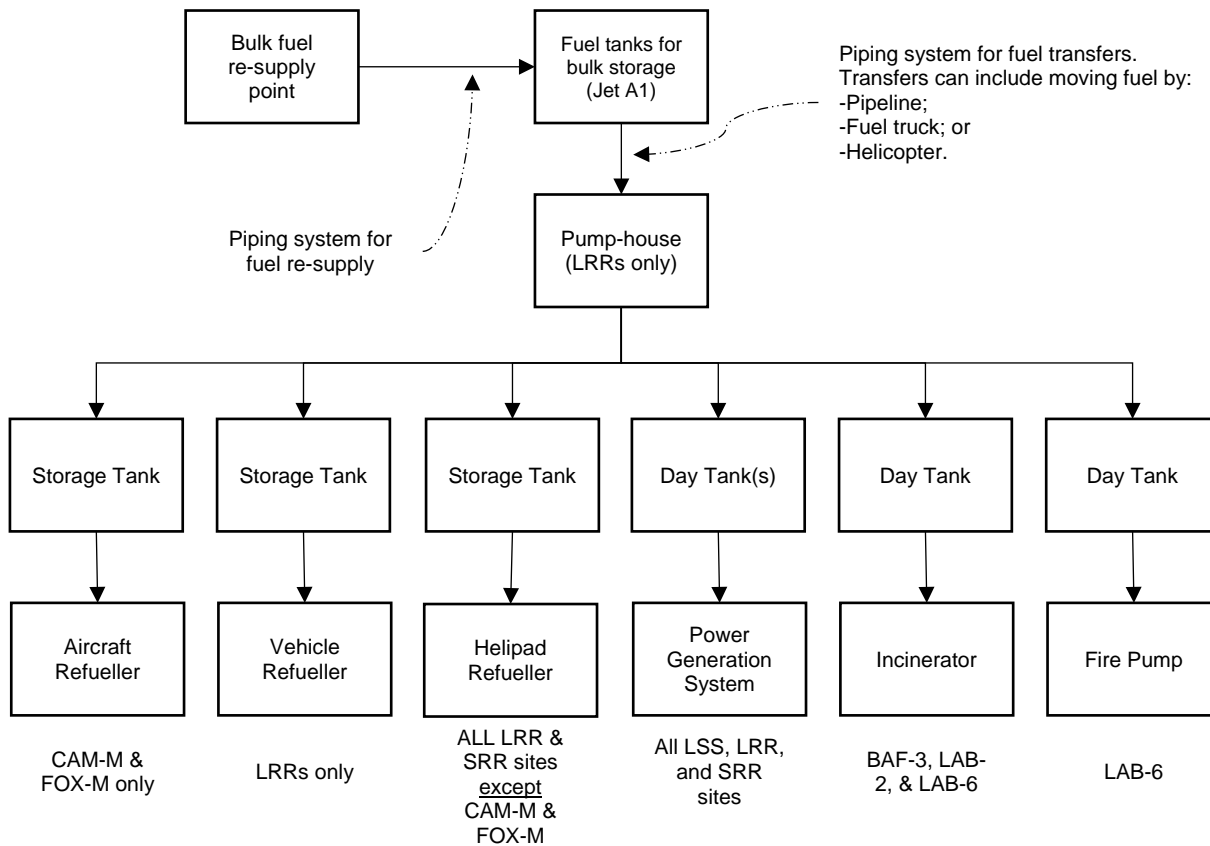 Bulk fuel
re-supply
point
Fuel tanks for
bulk storage
(Jet A1)
Piping system for fuel transfers.
Transfers can include moving fuel by:
-Pipeline;
-Fuel truck; or
-Helicopter.
Piping system for
fuel re-supply
Pump-house
(LRRs only)
Storage Tank
Storage Tank
Storage Tank
Day Tank(s)
Day Tank
Day Tank
Aircraft
Refueller
Vehicle
Refueller
Helipad
Refueller
Power
Generation
System
Incinerator
Fire Pump
CAM-M &
FOX-M only
LRRs only
ALL LRR &
SRR sites
except
CAM-M &
FOX-M
All LSS, LRR,
and SRR
sites
BAF-3, LAB-
2, & LAB-6
LAB-6